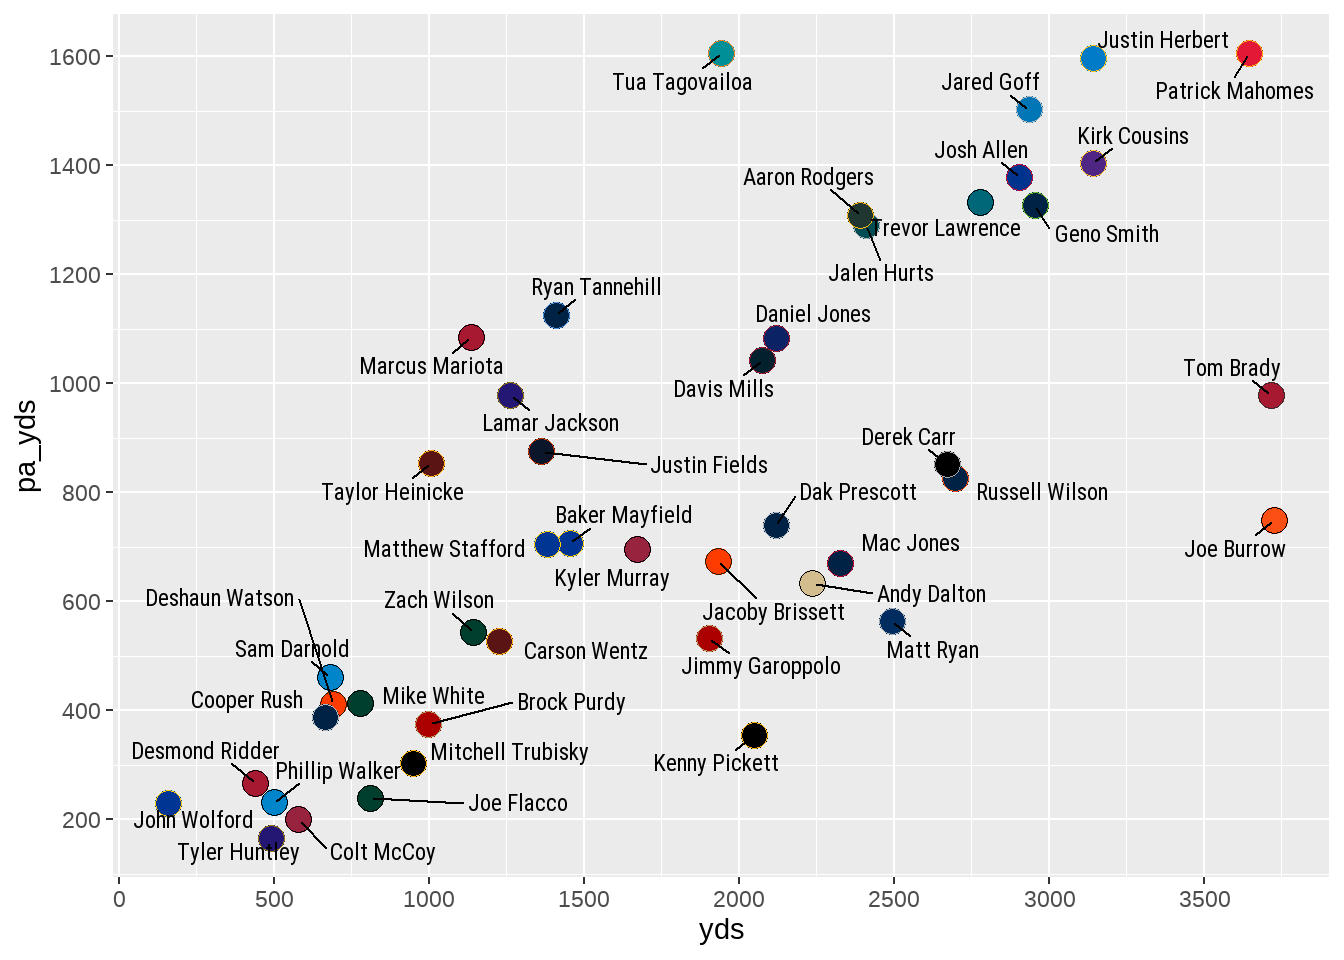 Justin Herbert
1600
Tua Tagovailoa
Jared Goff
Patrick Mahomes
Kirk Cousins
Josh Allen
1400
Aaron Rodgers
Trevor Lawrence
Geno Smith
1200
Jalen Hurts
Ryan Tannehill
Daniel Jones
Marcus Mariota
Tom Brady
1000
Davis Mills
Lamar Jackson
Derek Carr
pa_yds
Justin Fields
Taylor Heinicke
800
Dak Prescott
Russell Wilson
Baker Mayfield
Matthew Stafford
Mac Jones
Joe Burrow
Kyler Murray
Deshaun Watson
Zach Wilson
600
Andy Dalton
Jacoby Brissett
Sam Darnold
Carson Wentz
Matt Ryan
Jimmy Garoppolo
Cooper Rush
Mike White
Brock Purdy
400
Desmond Ridder
Mitchell Trubisky
Kenny Pickett
Phillip Walker
Joe Flacco
200
John Wolford
Tyler Huntley
Colt McCoy
0 500 1000 1500 2000 2500 3000 3500
yds